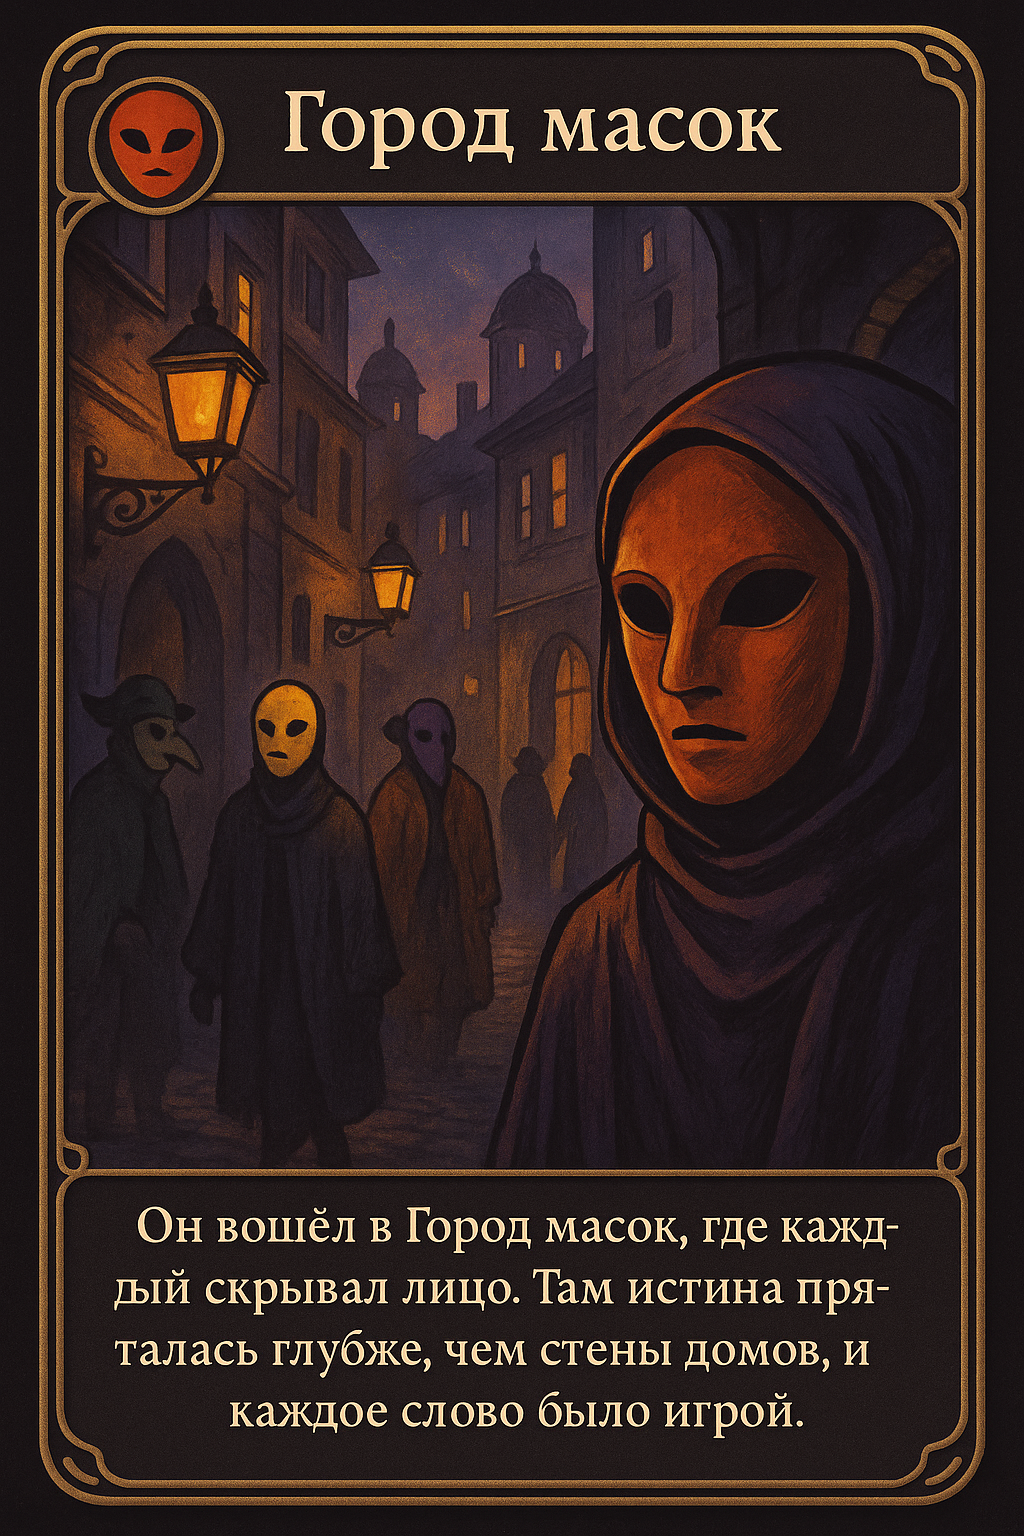 Город масок
Он вошёл в Город масок, где кажд-
дый скрывал лицо. Там истина пря-
талась глубже, чем стены домов, и
каждое слово было игрой.